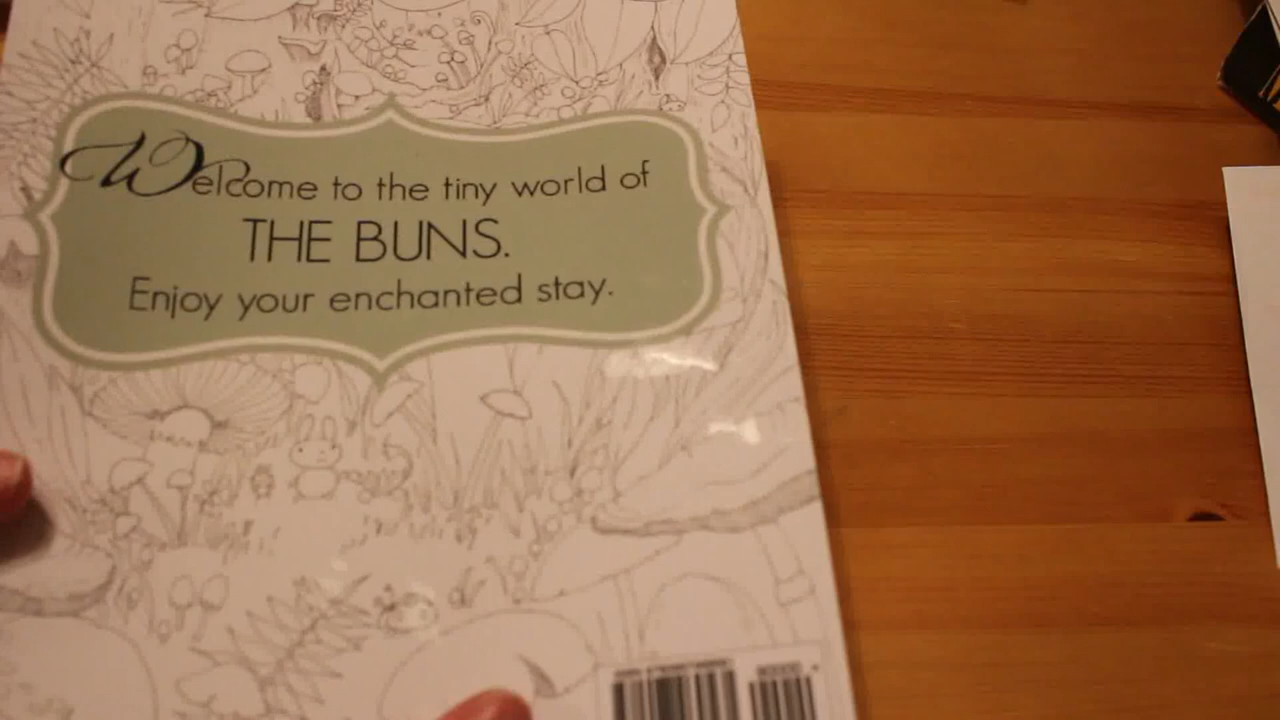 Welcome to the tiny world of
THE BUNS.
Enjoy your enchanted stay.